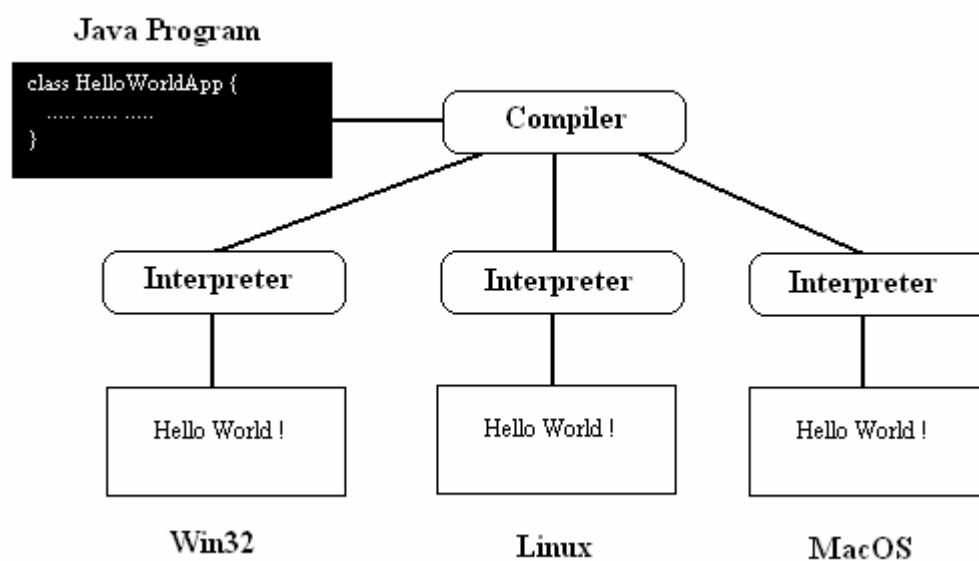 Java Program
class HelloWorldApp {
..... ...... .....
}
Compiler
Interpreter
Interpreter
Interpreter
Hello World !
Hello World !
Hello World !
Win32
Linux
MacOS